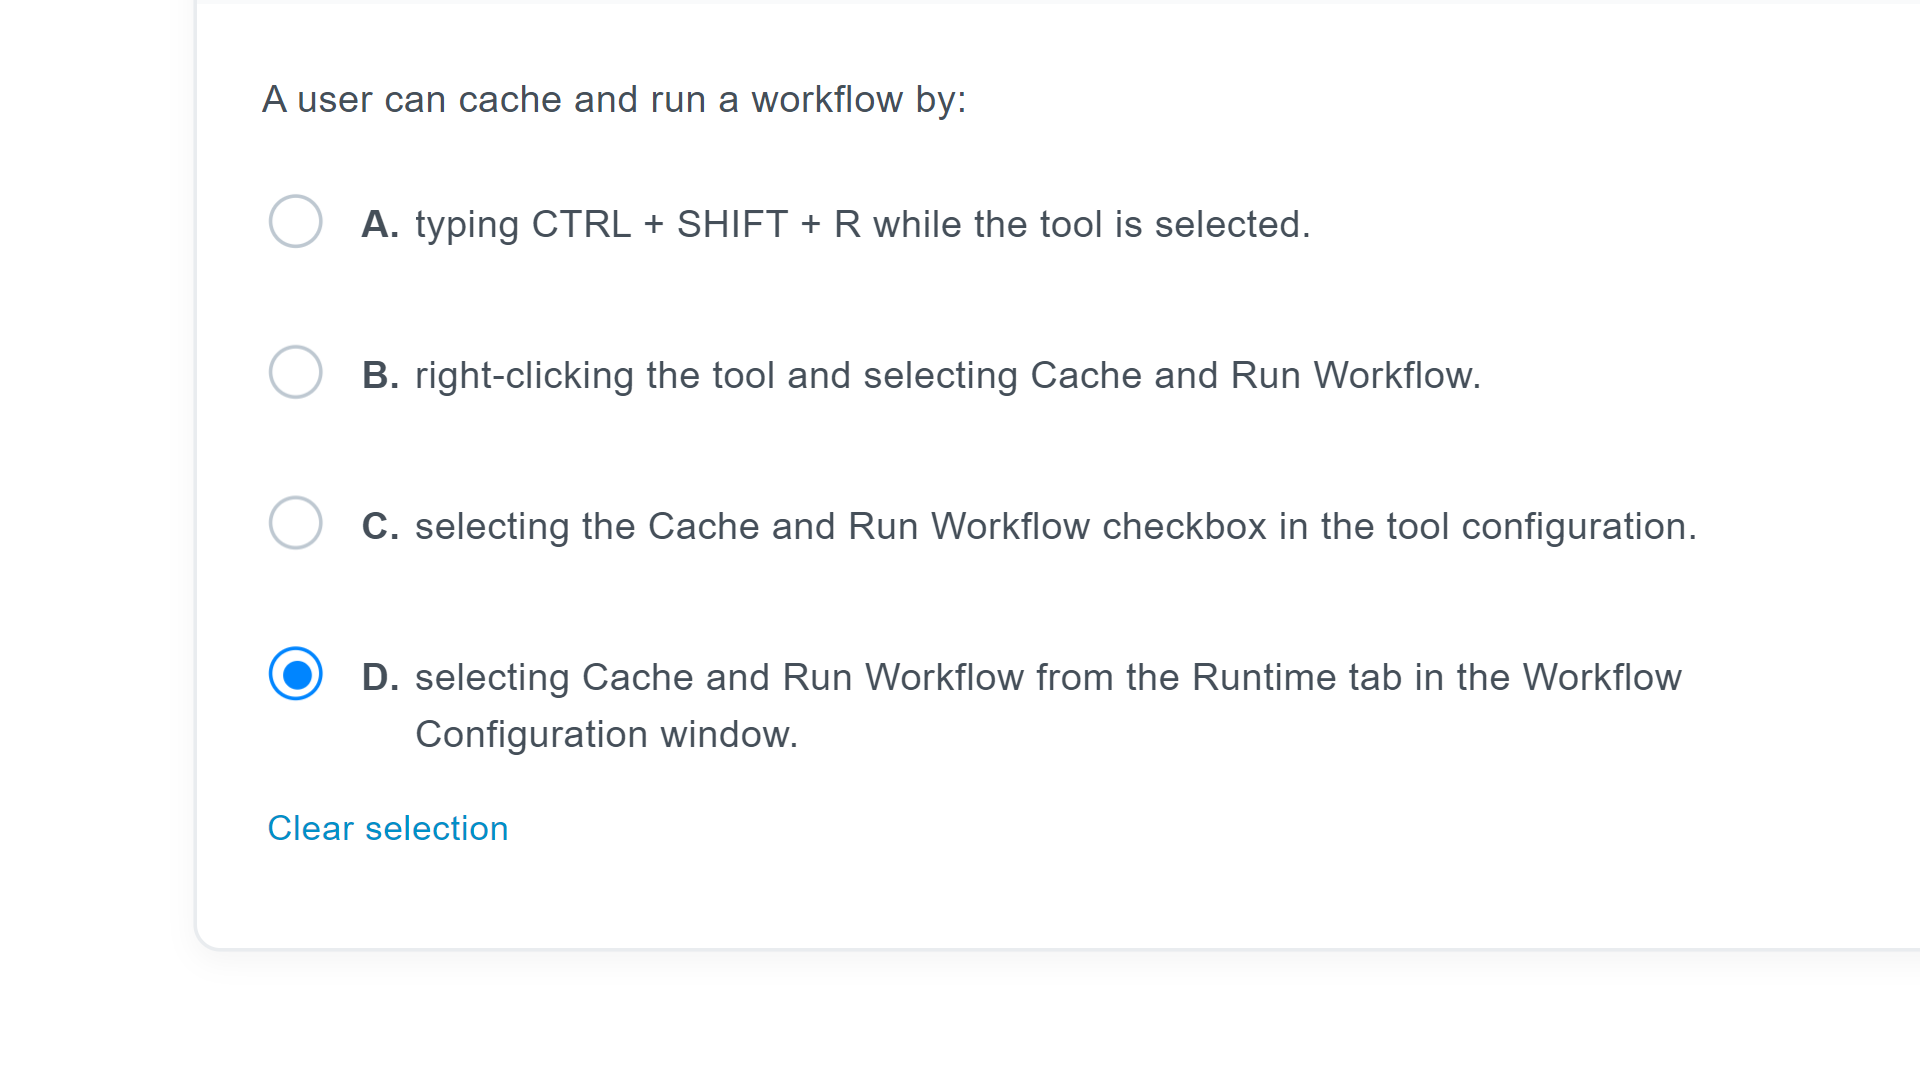 A user can cache and run a workflow by:
A. typing CTRL + SHIFT + R while the tool is selected.
B. right-clicking the tool and selecting Cache and Run Workflow.
C. selecting the Cache and Run Workflow checkbox in the tool configuration.
D. selecting Cache and Run Workflow from the Runtime tab in the Workflow
Configuration window.
Clear selection